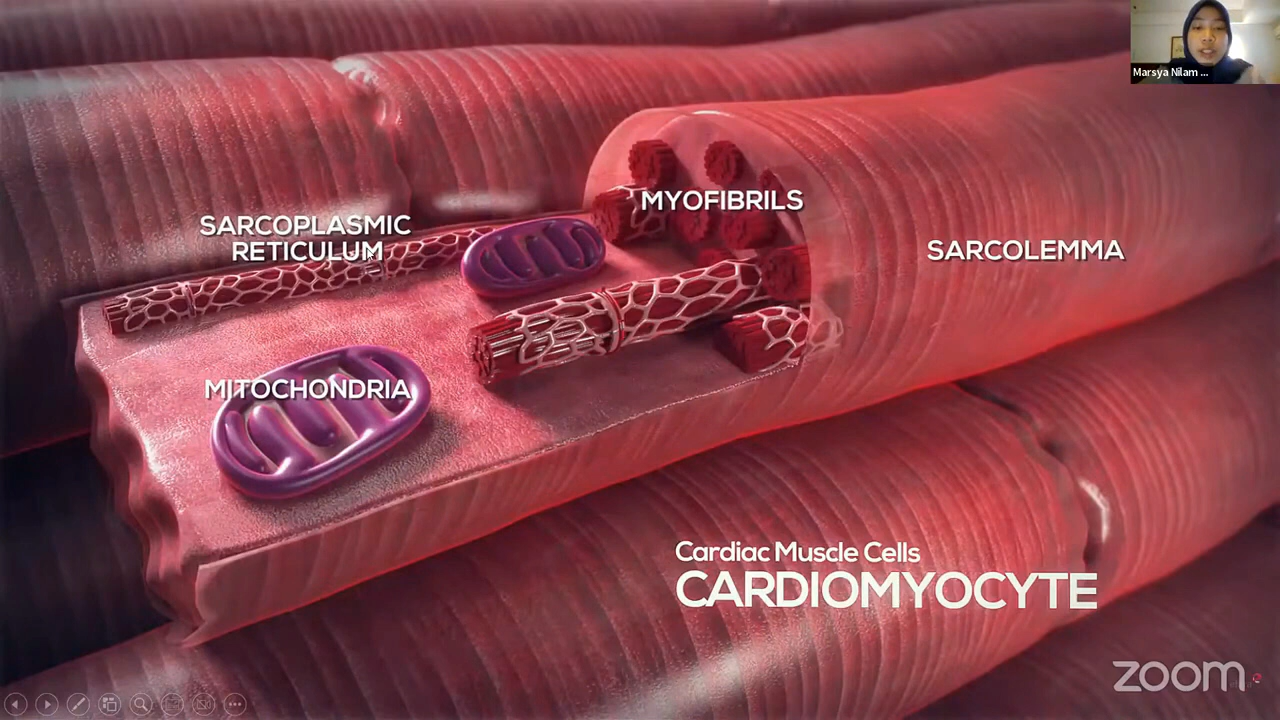 Marsya Nilam ...
MYOFIBRILS
SARCOPLASMIC
RETICULUM
SARCOLEMMA
MITOCHONDRIA
Cardiac Muscle Cells
CARDIOMYOCYTE
zoom